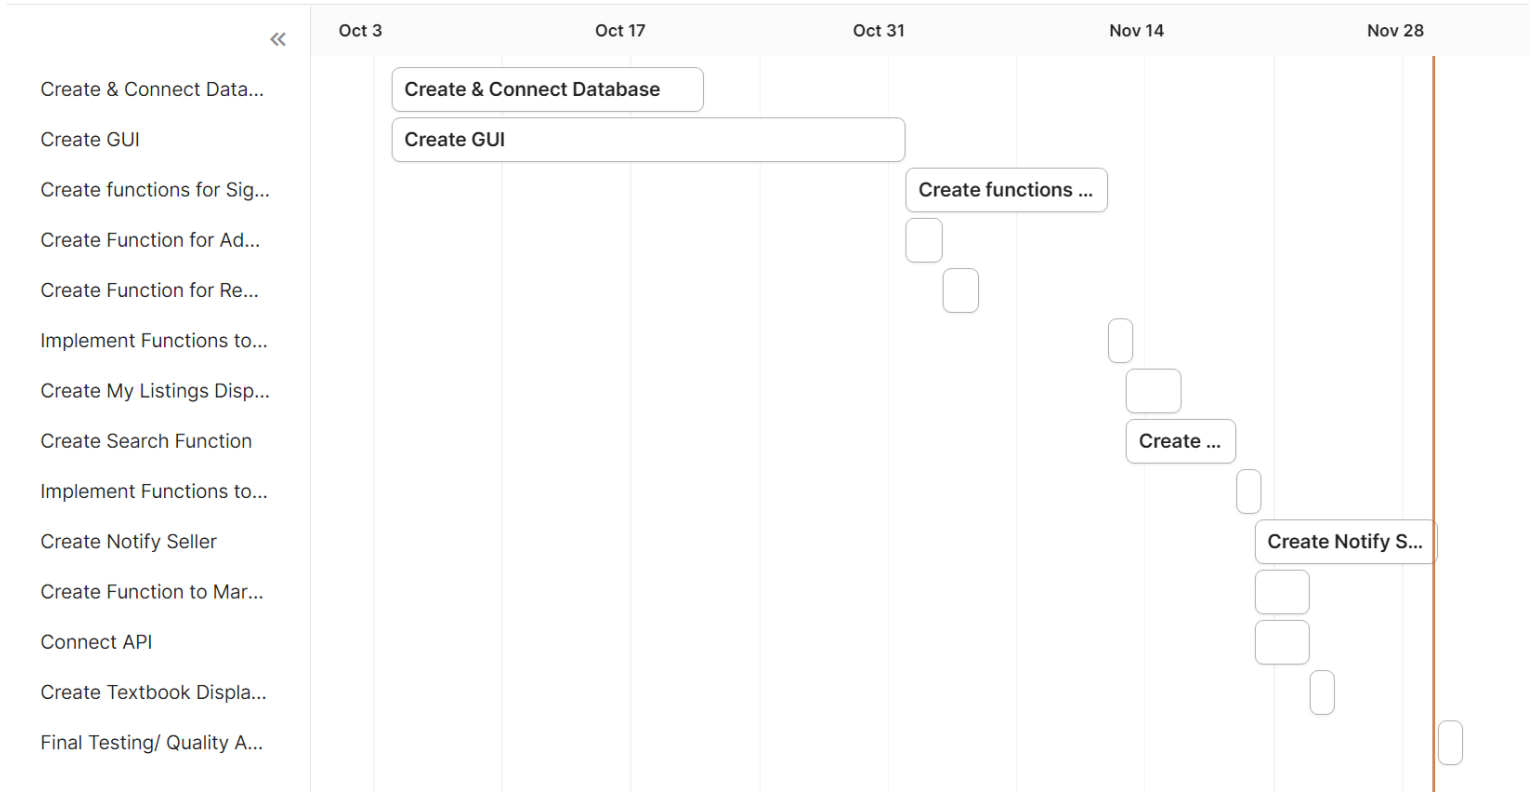 «
Oct 3 Oct 17 Oct 31 Nov 14 Nov 28
Create & Connect Data... Create & Connect Database
Create GUI Create GUI
Create functions for Sig... Create functions ...
Create Function for Ad...
Create Function for Re...
Implement Functions to...
Create My Listings Disp...
Create Search Function Create ...
Implement Functions to...
Create Notify Seller Create Notify S...
Create Function to Mar...
Connect API
Create Textbook Displa...
Final Testing/ Quality A...